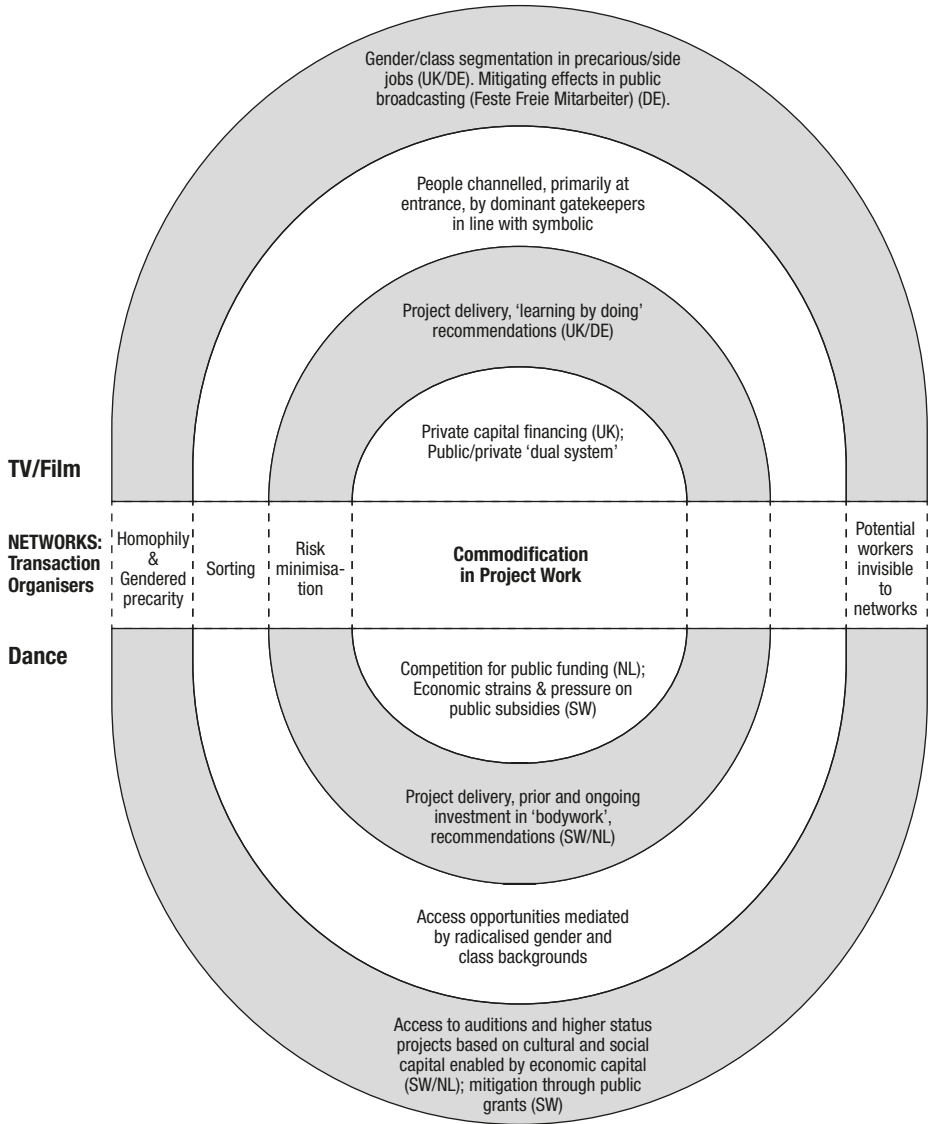 Gender/class segmentation in precarious/side
jobs (UK/DE). Mitigating effects in public
broadcasting (Feste Freie Mitarbeiter) (DE).
People channelled, primarily at
entrance, by dominant gatekeepers
in line with symbolic
Project delivery, ‘learning by doing’
recommendations (UK/DE)
Private capital financing (UK);
Public/private ‘dual system’
TV/Film
NETWORKS:
Transaction
Organisers
Homophily
&
Gendered
precarity
Sorting
Risk
minimisa-
tion
Commodification
in Project Work
Potential
workers
invisible
to
networks
Dance
Competition for public funding (NL);
Economic strains & pressure on
public subsidies (SW)
Project delivery, prior and ongoing
investment in ‘bodywork’,
recommendations (SW/NL)
Access opportunities mediated
by radicalised gender and
class backgrounds
Access to auditions and higher status
projects based on cultural and social
capital enabled by economic capital
(SW/NL); mitigation through public
grants (SW)